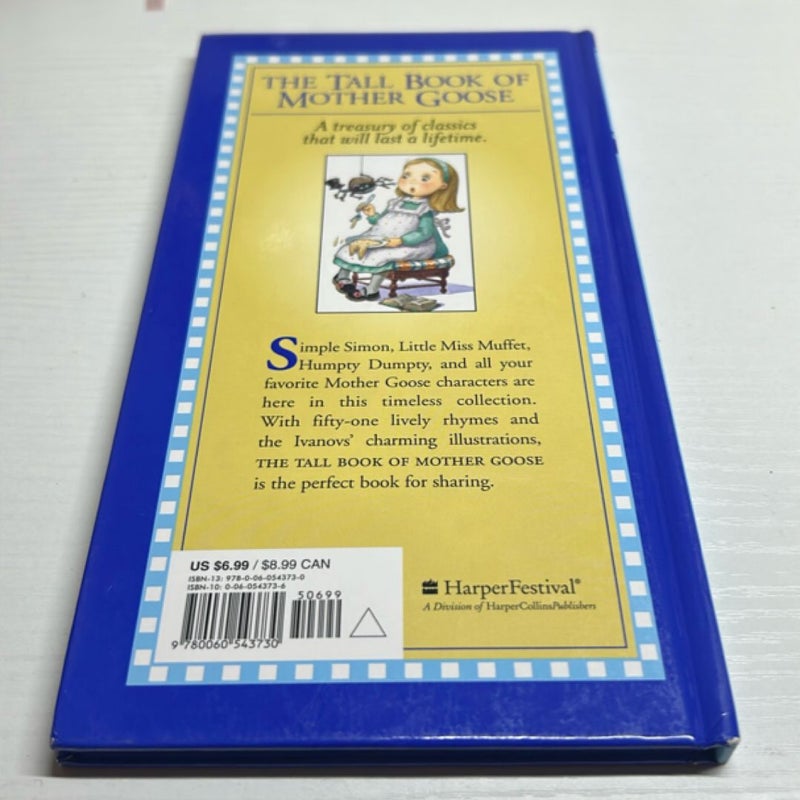 THE TALL BOOK OF
MOTHER GOOSE
A treasury of classics
that will last a lifetime.
Simple Simon, Little Miss Muffet,
Humpty Dumpty, and all your
favorite Mother Goose characters are
here in this timeless collection.
With fifty-one lively rhymes and
the Ivanovs' charming illustrations,
THE TALL BOOK OF MOTHER GOOSE
is the perfect book for sharing.
US $6.99 / $8.99 CAN
ISBN-13: 978-0-06-054373-0
ISBN-10: 0-06-054373-6
50699
9 780060 543730
HarperFestival®
A Division of HarperCollinsPublishers